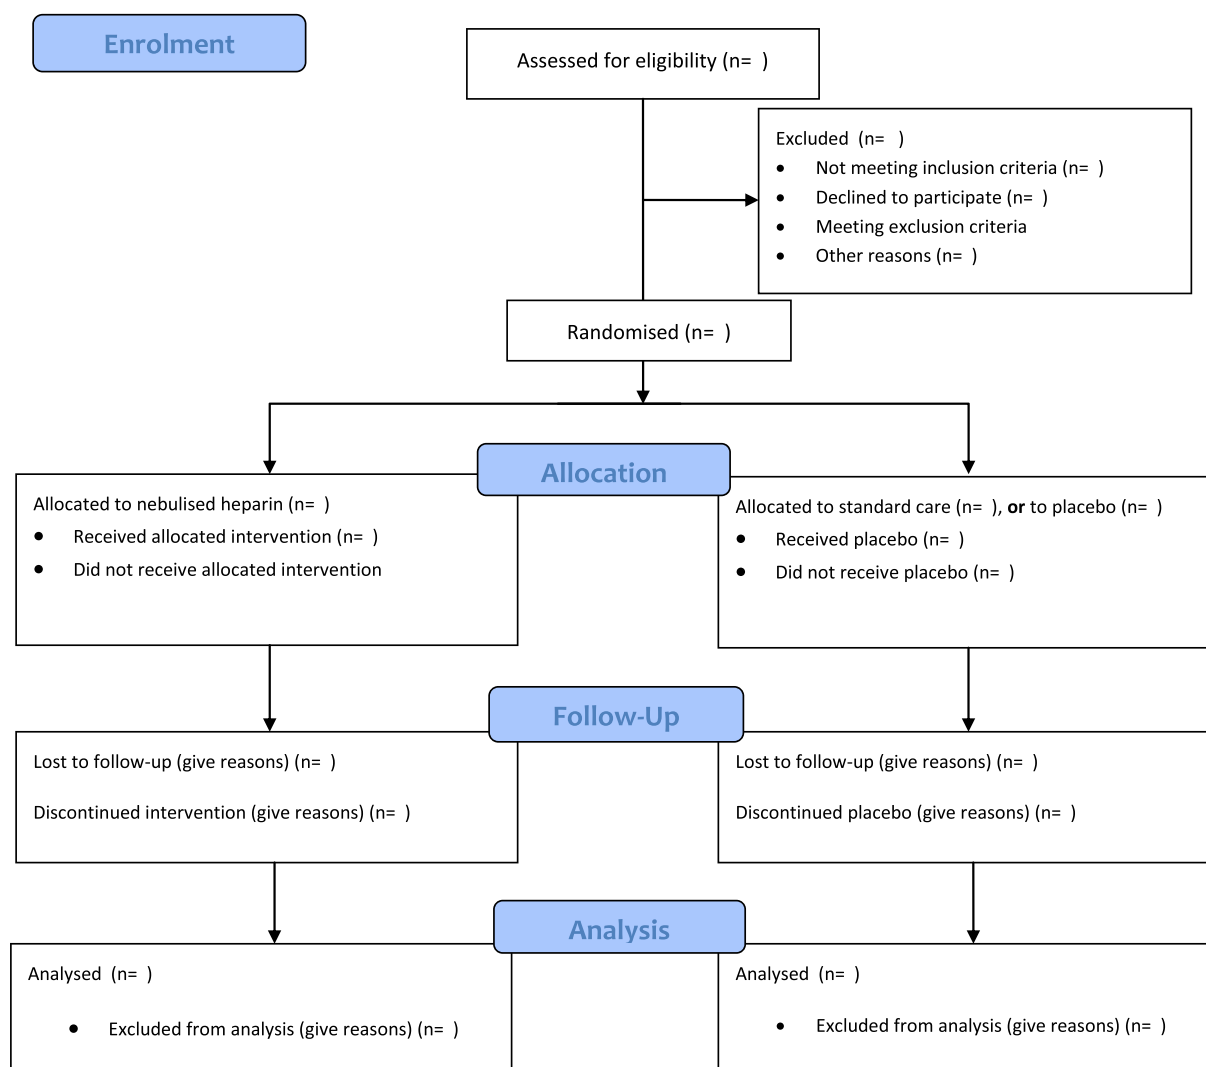 Enrolment
Assessed for eligibility (n=  )
Excluded  (n=   )
• Not meeting inclusion criteria (n=  )
• Declined to participate (n=  )
• Meeting exclusion criteria
• Other reasons (n=  )
Randomised (n=  )
Allocation
Allocated to nebulised heparin (n=  )
• Received allocated intervention (n=  )
• Did not receive allocated intervention
Allocated to standard care (n=  ), or to placebo (n=  )
• Received placebo (n=  )
• Did not receive placebo (n=  )
Follow-Up
Lost to follow-up (give reasons) (n=  )
Discontinued intervention (give reasons) (n=  )
Lost to follow-up (give reasons) (n=  )
Discontinued placebo (give reasons) (n=  )
Analysis
Analysed  (n=  )
• Excluded from analysis (give reasons) (n=  )
Analysed  (n=  )
• Excluded from analysis (give reasons) (n=  )